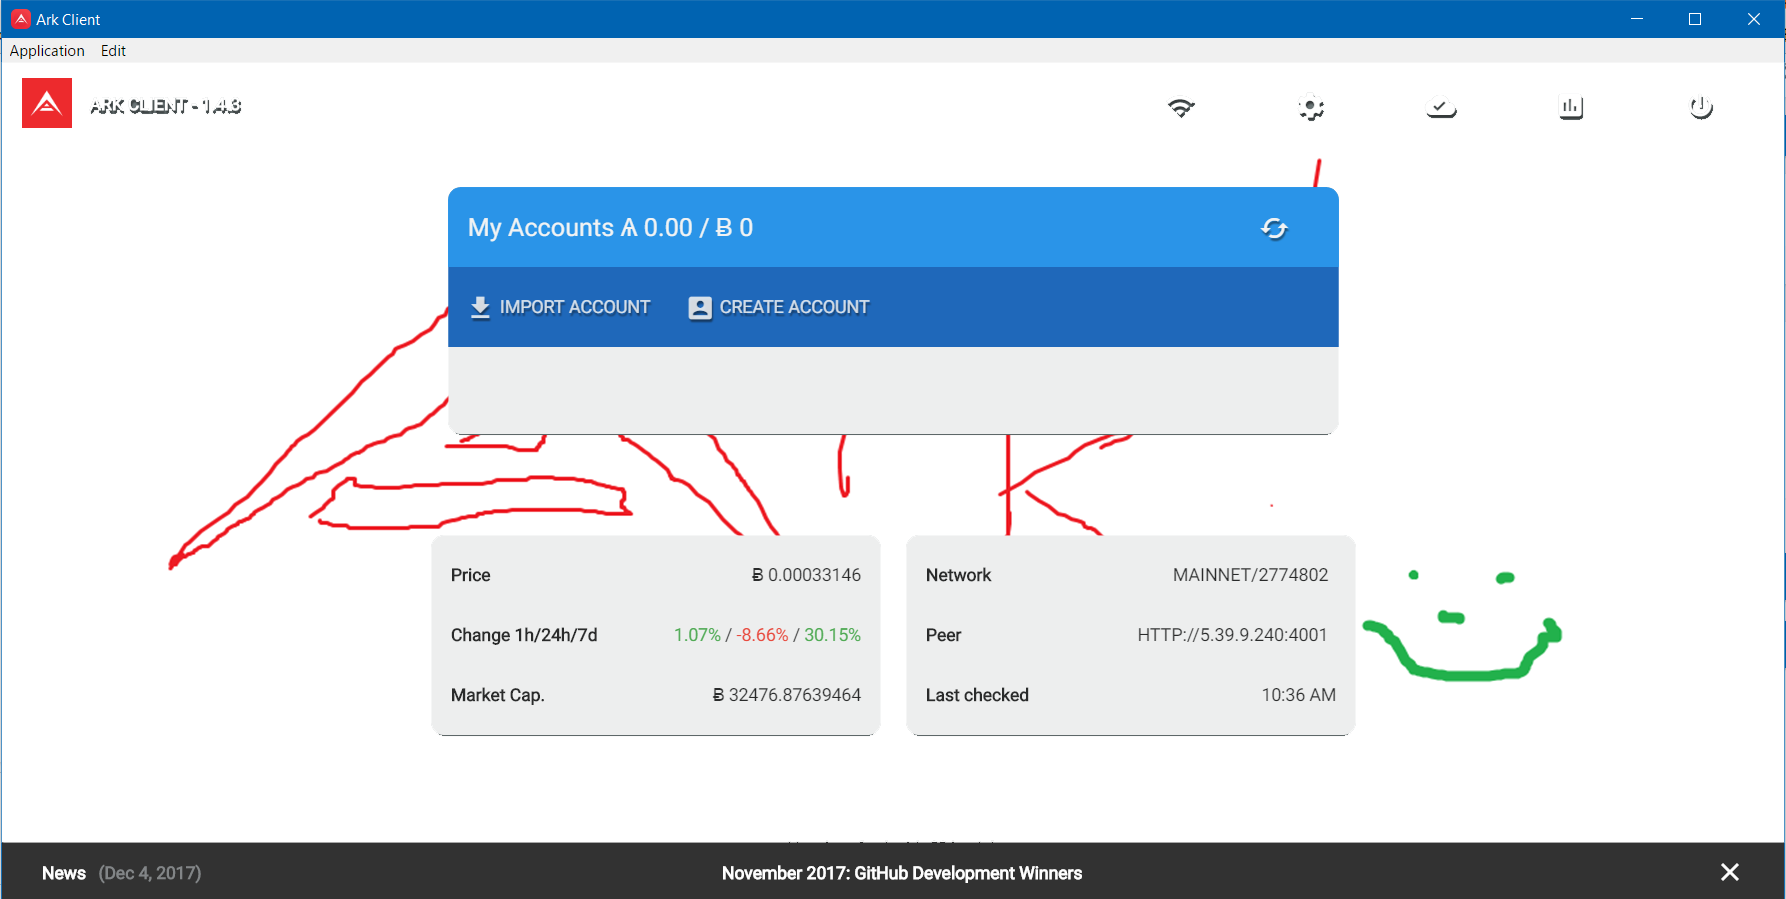 Ark Client
Application Edit
ARK CLIENT - 1.4.3
My Accounts Ѧ 0.00 / Ƀ 0
IMPORT ACCOUNT CREATE ACCOUNT
Price Ƀ 0.00033146
Change 1h/24h/7d 1.07% / -8.66% / 30.15%
Market Cap. Ƀ 32476.87639464
Network MAINNET/2774802
Peer HTTP://5.39.9.240:4001
Last checked 10:36 AM
News (Dec 4, 2017) November 2017: GitHub Development Winners